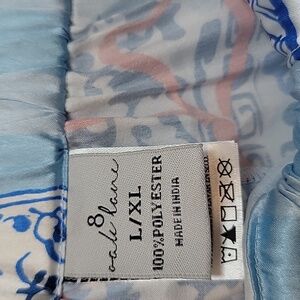 8
oak lane
L/XL
100% POLYESTER
MADE IN INDIA